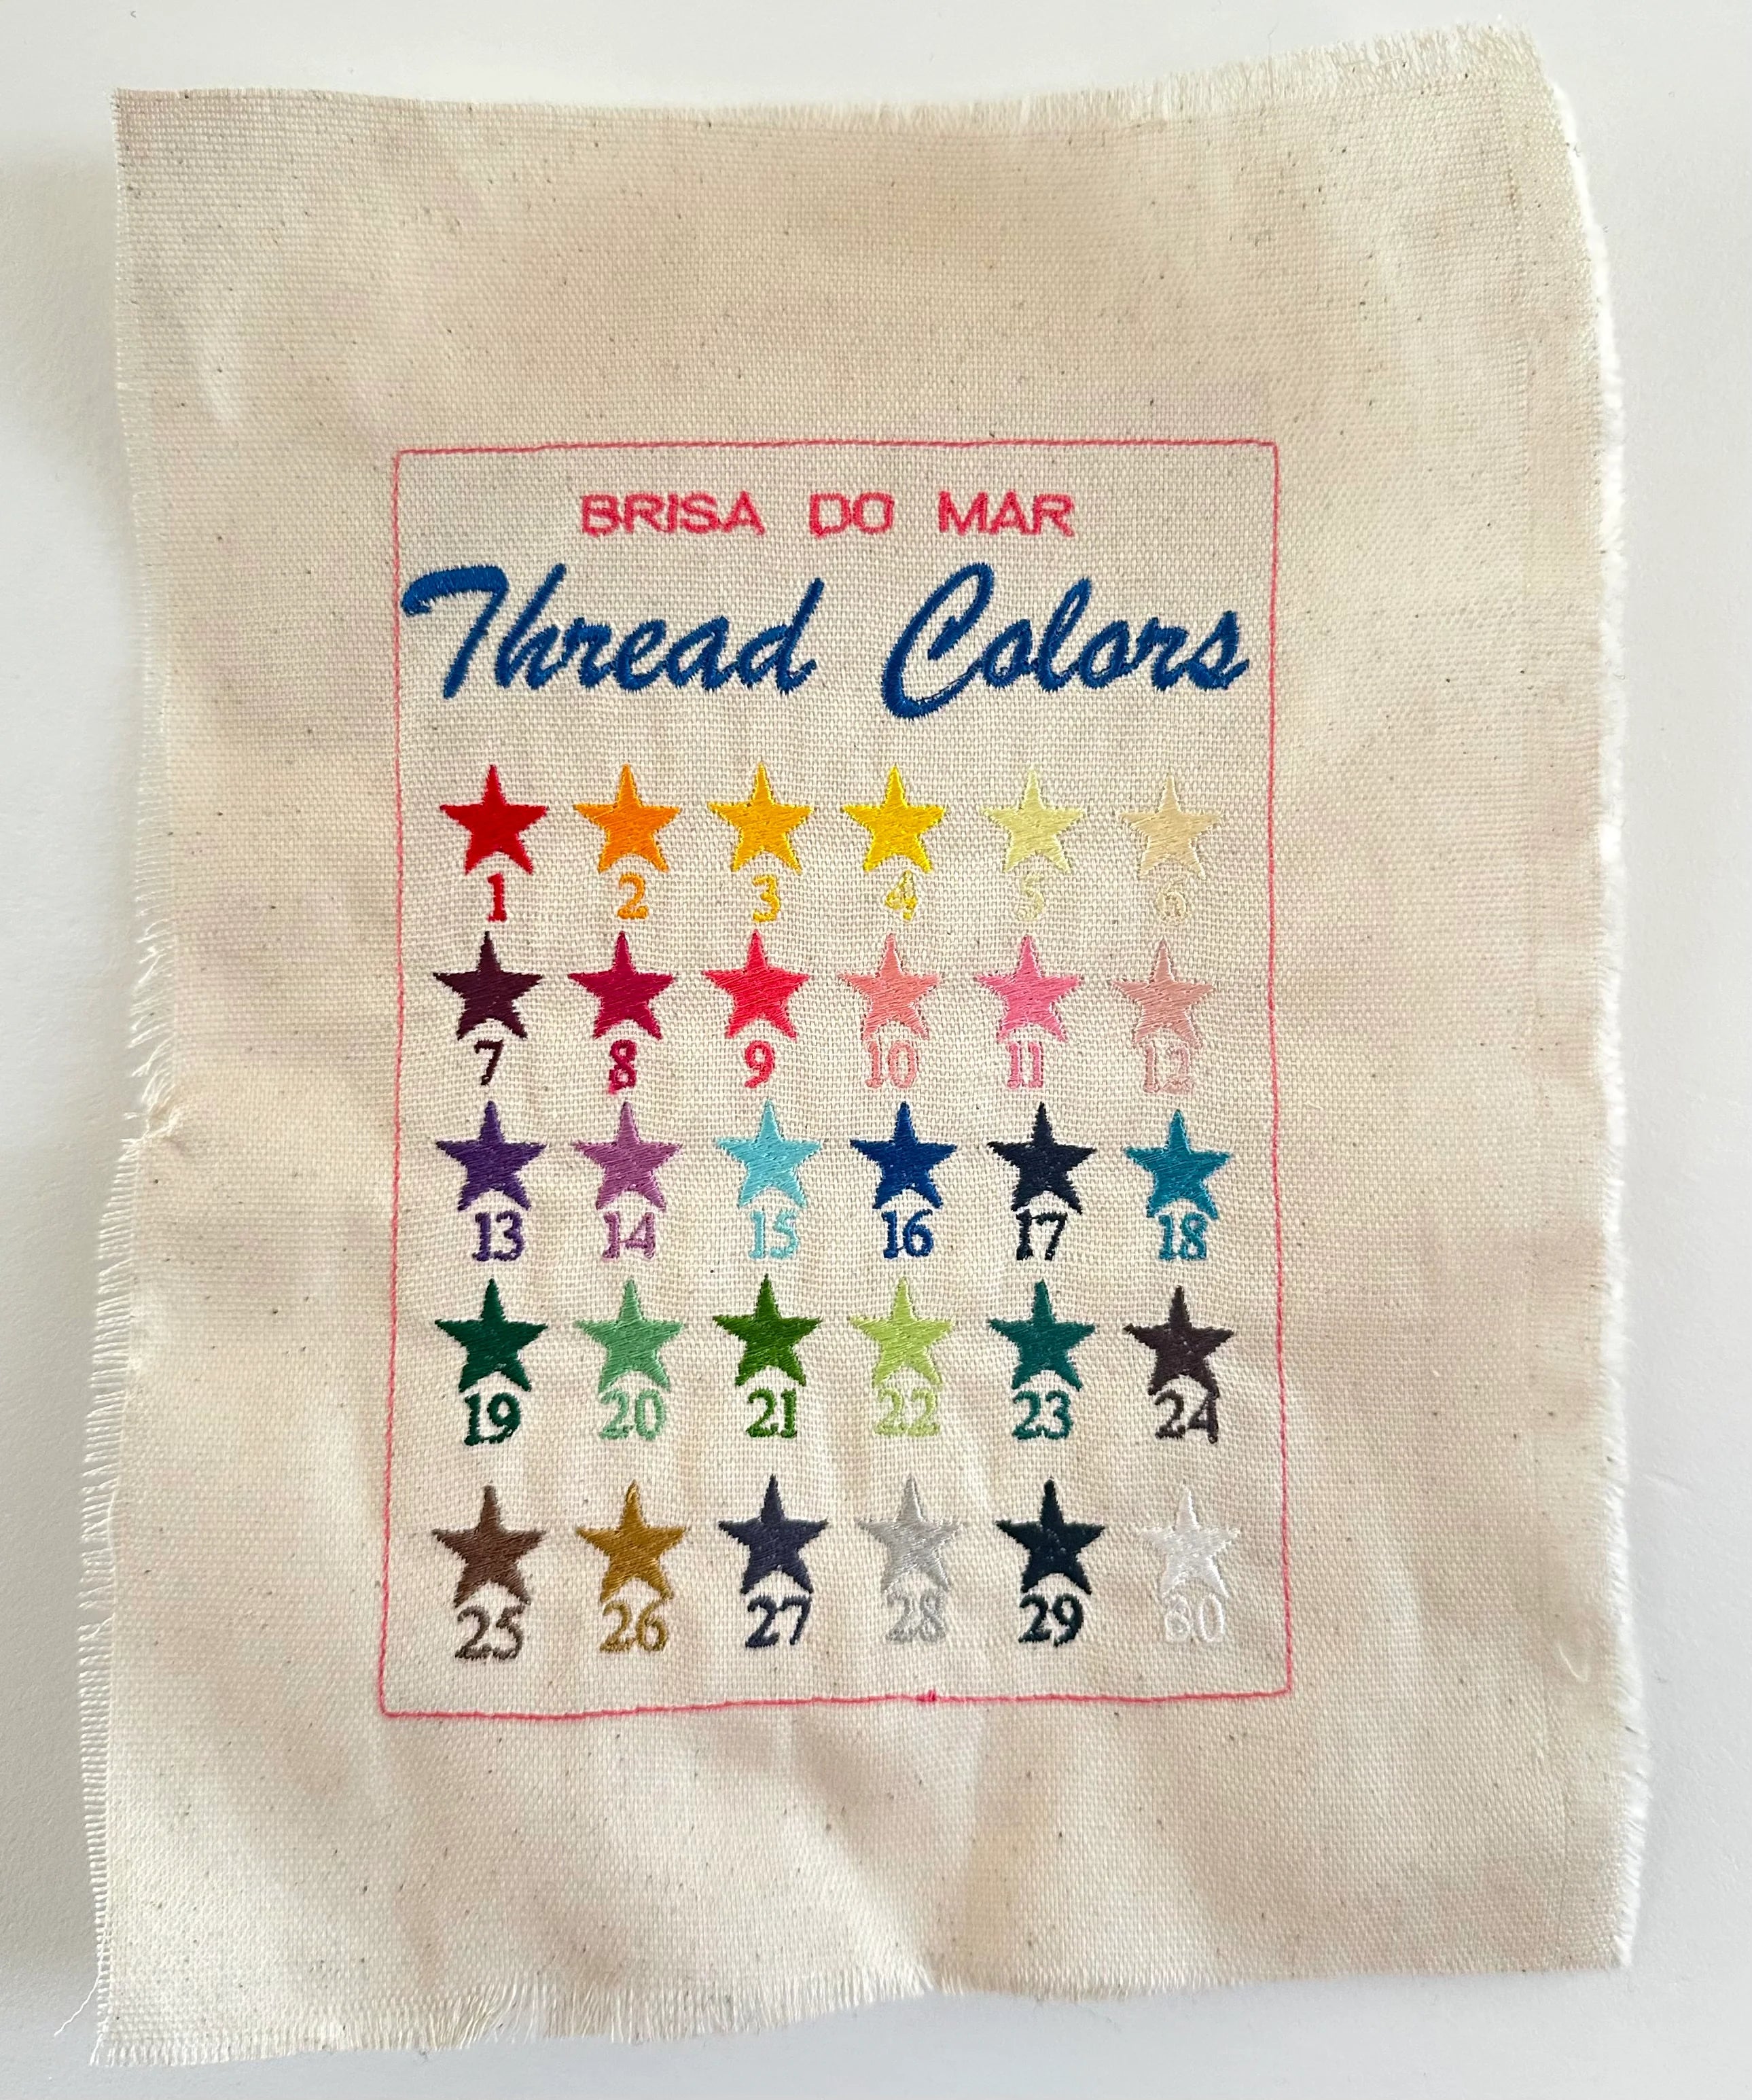 BRISA DO MAR
Thread Colors
1 2 3 4 5 6
7 8 9 10 11 12
13 14 15 16 17 18
19 20 21 22 23 24
25 26 27 28 29 30